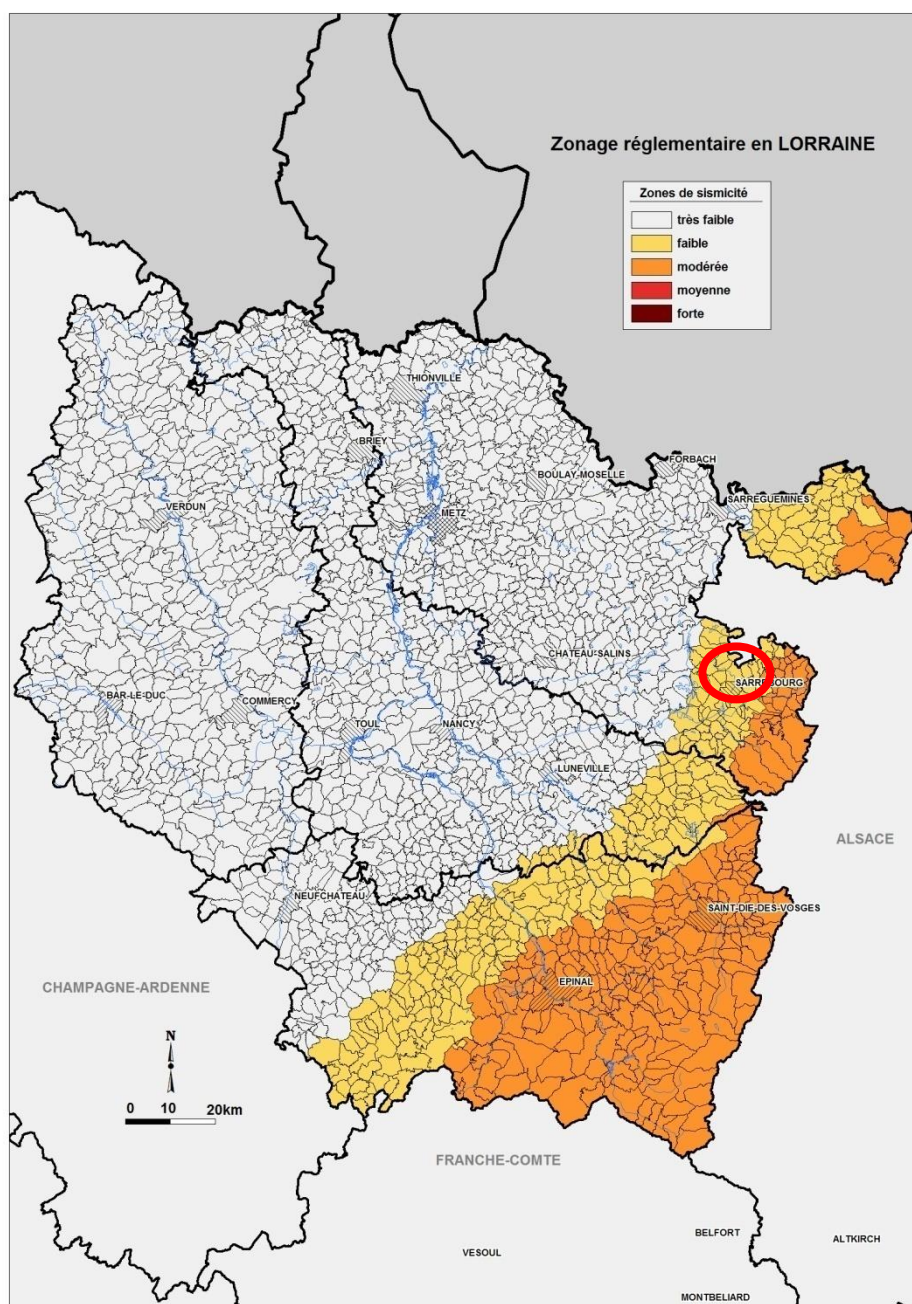 Zonage réglementaire en LORRAINE
Zones de sismicité
très faible
faible
modérée
moyenne
forte
THIONVILLE
BRIEY
FORBACH
BOULAY-MOSELLE
SARREGUEMINES
VERDUN
METZ
CHATEAU-SALINS
SARREBOURG
BAR-LE-DUC
COMMERCY
TOUL
NANCY
LUNEVILLE
ALSACE
NEUFCHATEAU
SAINT-DIE-DES-VOSGES
CHAMPAGNE-ARDENNE
EPINAL
N
0 10 20km
FRANCHE-COMTE
BELFORT
ALTKIRCH
VESOUL
MONTBELIARD